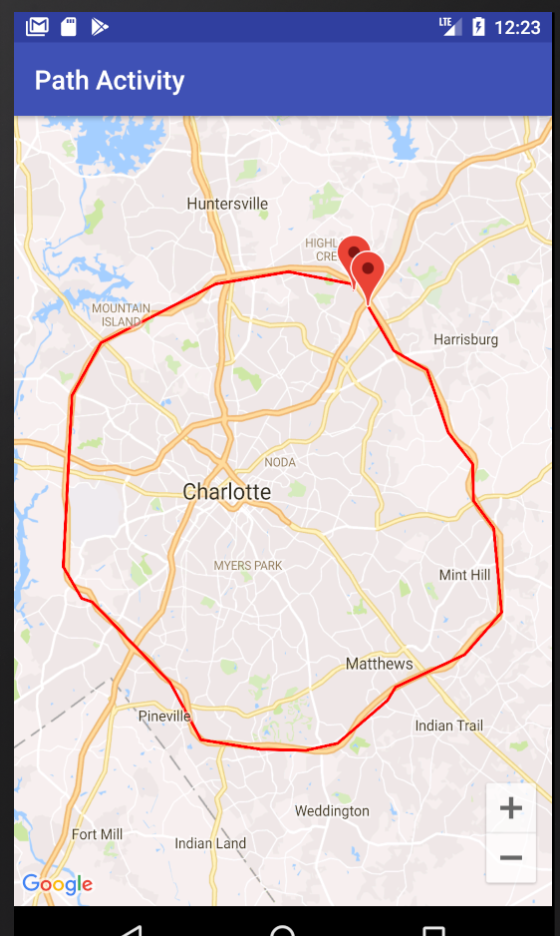 LTE 12:23
Path Activity
Huntersville
HIGHL
CRE
MOUNTAIN
ISLAND
Harrisburg
NODA
Charlotte
MYERS PARK
Mint Hill
Matthews
Pineville
Indian Trail
Weddington
Fort Mill
Indian Land
Google
+
−